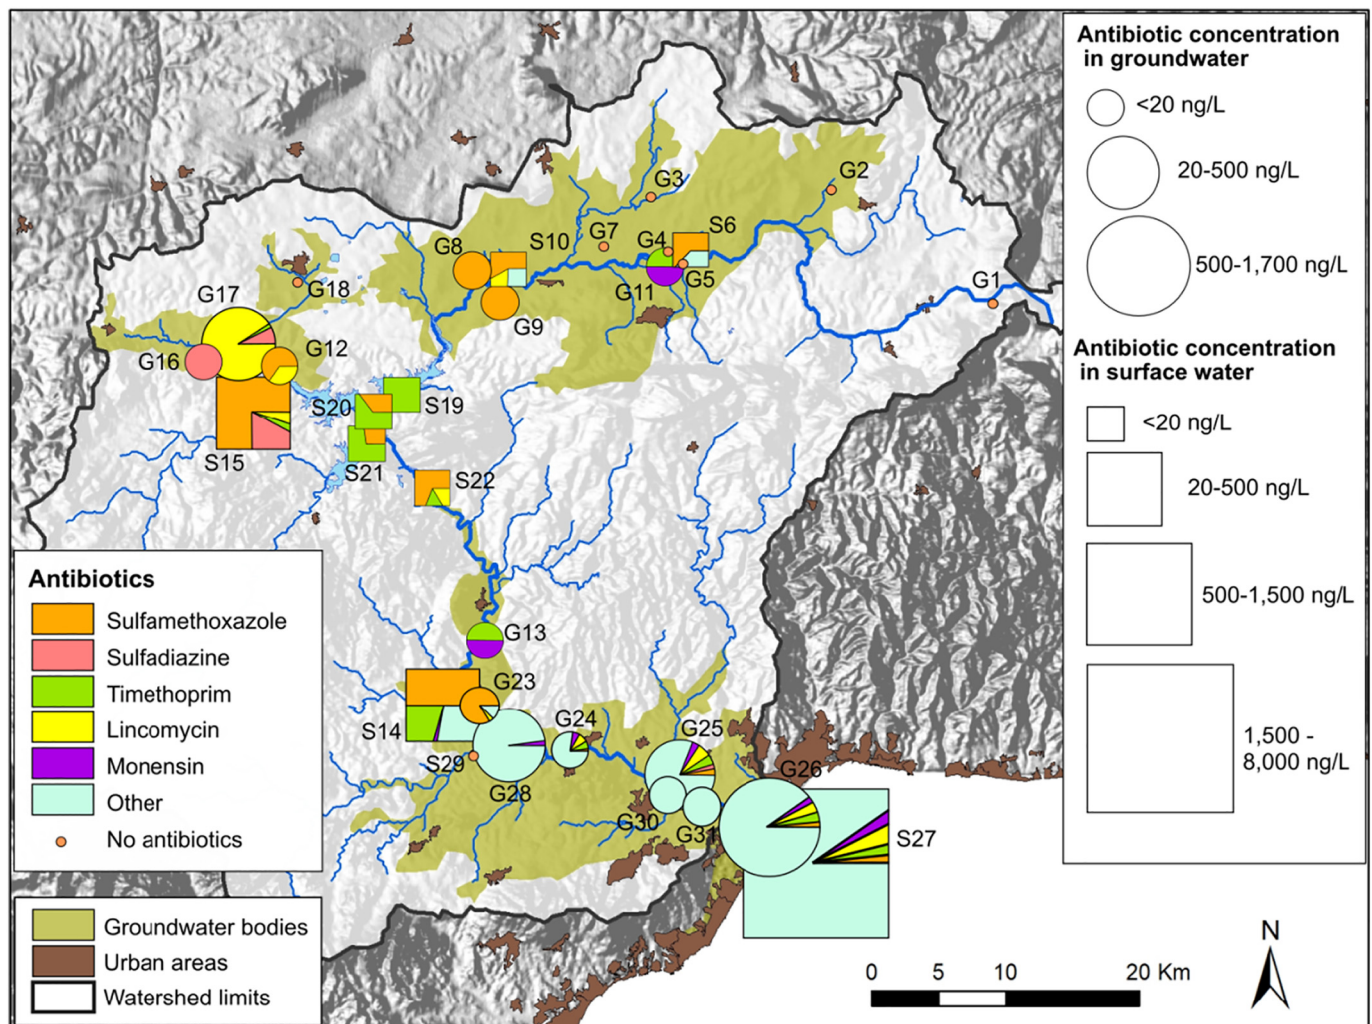 Antibiotic concentration
in groundwater
<20 ng/L
20-500 ng/L
500-1,700 ng/L
Antibiotic concentration
in surface water
<20 ng/L
20-500 ng/L
500-1,500 ng/L
1,500 -
8,000 ng/L
G3
G2
G7
G4
S6
G5
G11
G1
G8
S10
G9
G18
G17
G16
G12
S15
S20
S19
S21
S22
G13
G23
S14
S29
G28
G24
G25
G30
G31
G26
S27
Antibiotics
Sulfamethoxazole
Sulfadiazine
Timethoprim
Lincomycin
Monensin
Other
No antibiotics
Groundwater bodies
Urban areas
Watershed limits
N
0 5 10 20 Km